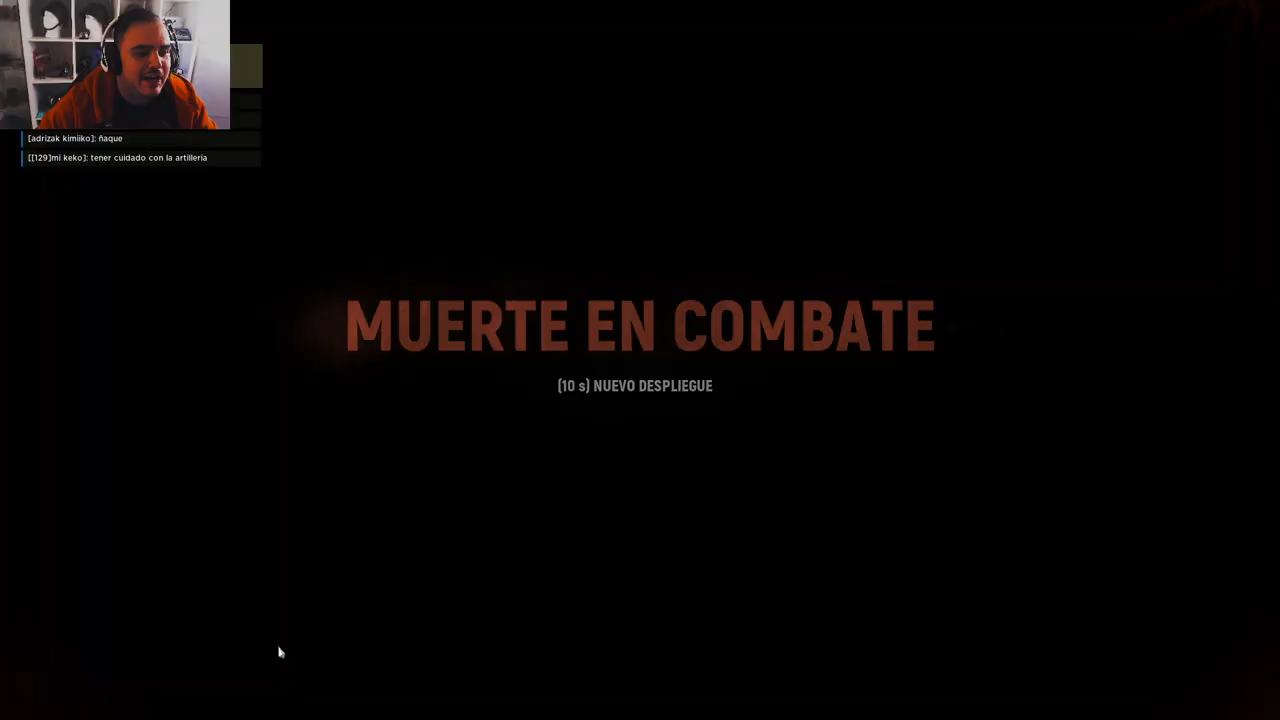 [adrizak kimiiko]: ñaque
[[129]mi keko]: tener cuidado con la artilleria
MUERTE EN COMBATE
(10 s) NUEVO DESPLIEGUE